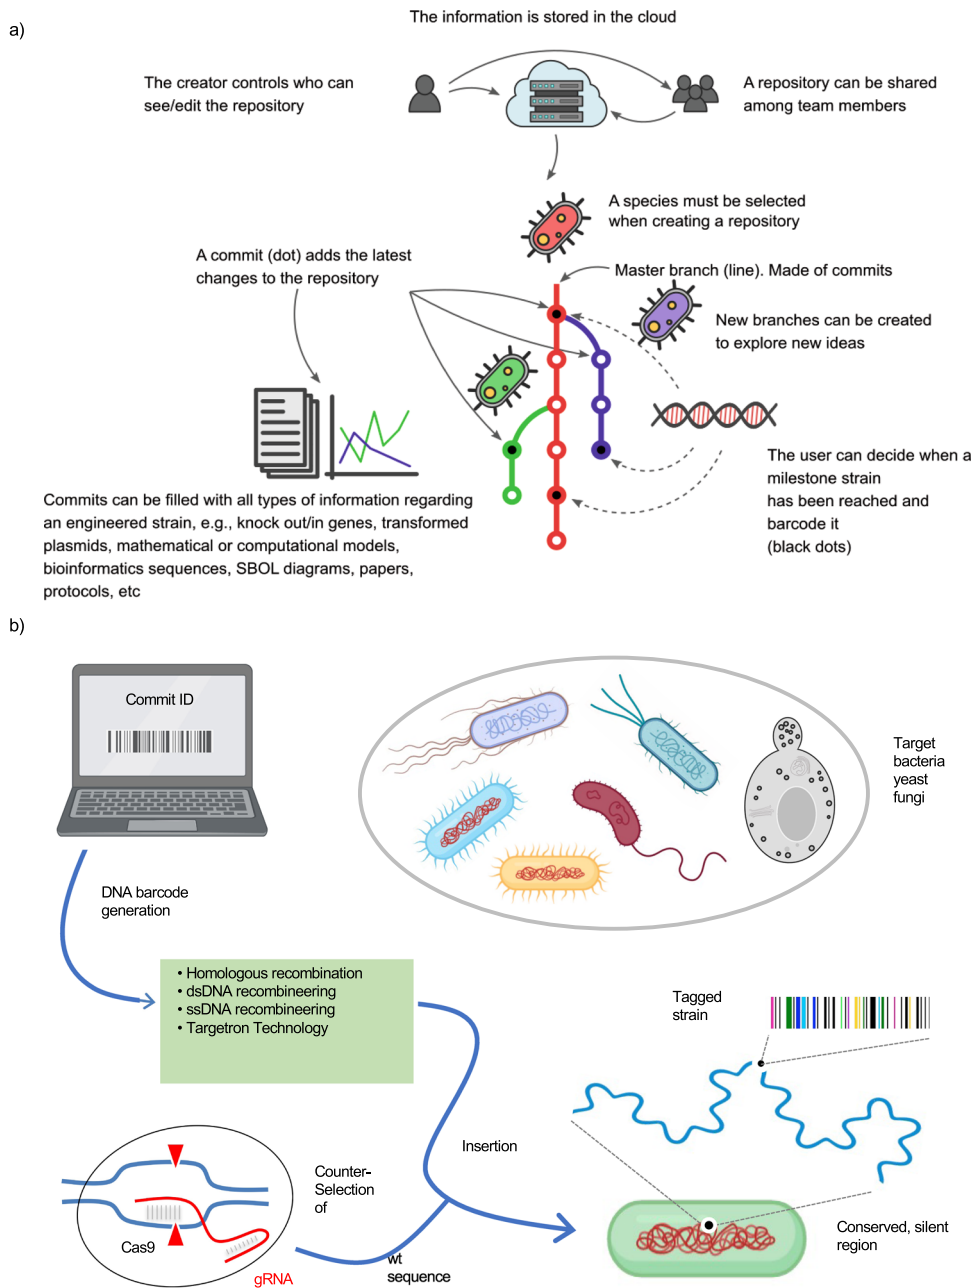 a)
The information is stored in the cloud
The creator controls who can
see/edit the repository
A repository can be shared
among team members
A species must be selected
when creating a repository
A commit (dot) adds the latest
changes to the repository
Master branch (line). Made of commits
New branches can be created
to explore new ideas
The user can decide when a
milestone strain
has been reached and
barcode it
(black dots)
Commits can be filled with all types of information regarding
an engineered strain, e.g., knock out/in genes, transformed
plasmids, mathematical or computational models,
bioinformatics sequences, SBOL diagrams, papers,
protocols, etc
b)
Commit ID
Target
bacteria
yeast
fungi
DNA barcode
generation
• Homologous recombination
• dsDNA recombineering
• ssDNA recombineering
• Targetron Technology
Tagged
strain
Insertion
Counter-
Selection
of
Cas9
gRNA
wt
sequence
Conserved, silent
region